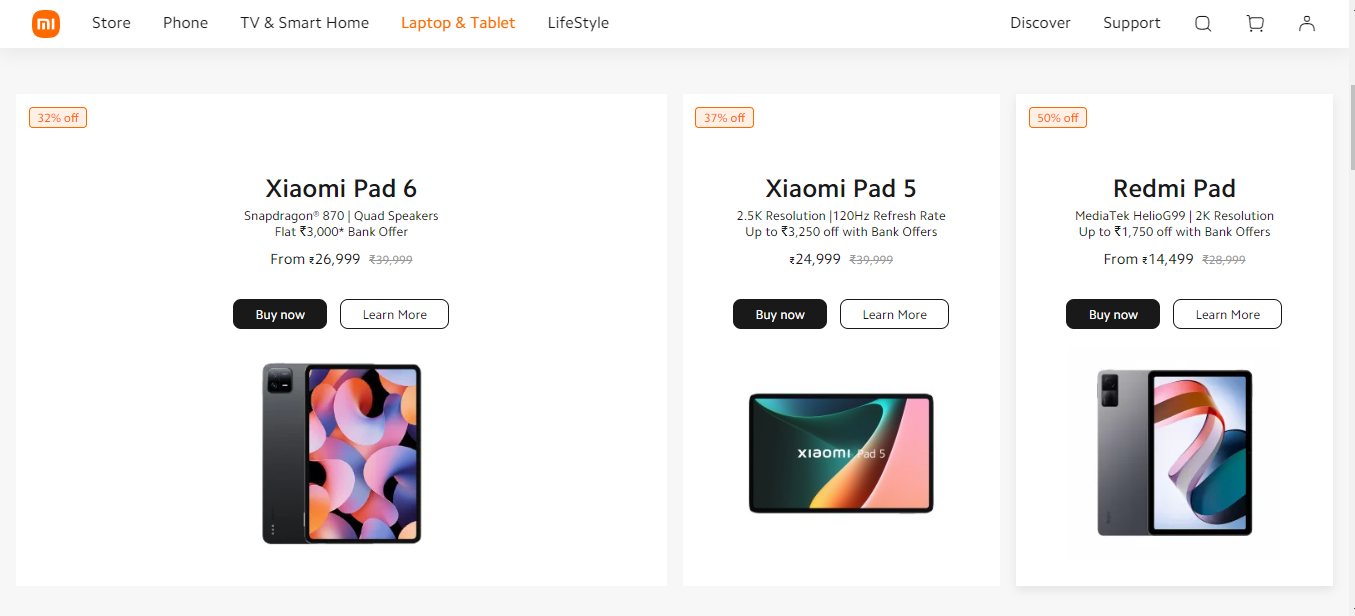 mi
Store Phone TV & Smart Home Laptop & Tablet LifeStyle Discover Support
32% off
Xiaomi Pad 6
Snapdragon® 870 | Quad Speakers
Flat ₹3,000* Bank Offer
From ₹26,999 ₹39,999
Buy now Learn More
37% off
Xiaomi Pad 5
2.5K Resolution |120Hz Refresh Rate
Up to ₹3,250 off with Bank Offers
₹24,999 ₹39,999
Buy now Learn More
xiaomi Pad 5
50% off
Redmi Pad
MediaTek HelioG99 | 2K Resolution
Up to ₹1,750 off with Bank Offers
From ₹14,499 ₹28,999
Buy now Learn More